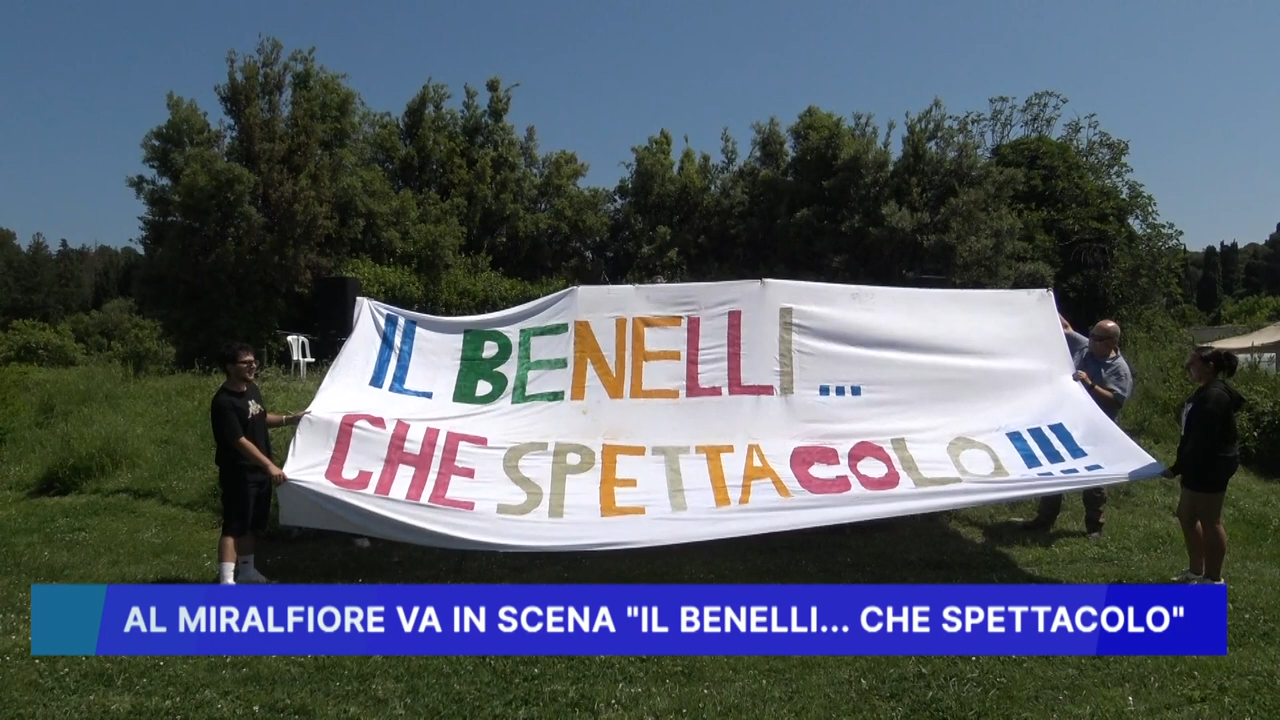 IL BENELLI...
CHE SPETTACOLO!!!
AL MIRALFIORE VA IN SCENA "IL BENELLI... CHE SPETTACOLO"